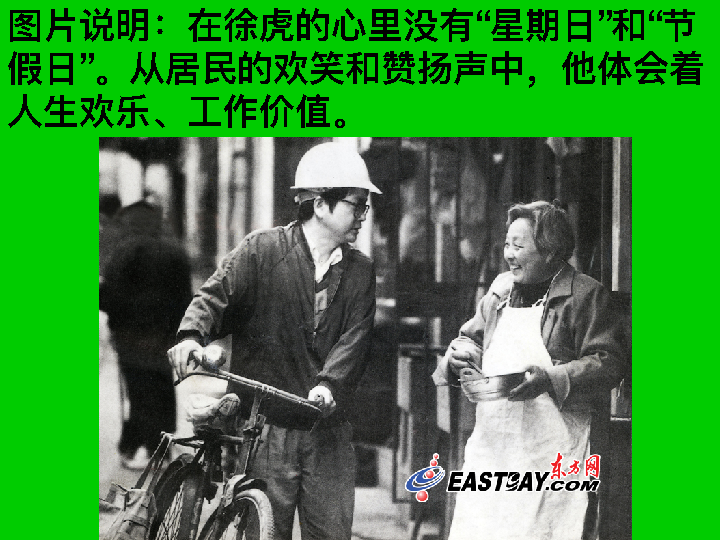 图片说明：在徐虎的心里没有“星期日”和“节
假日”。从居民的欢笑和赞扬声中，他体会着
人生欢乐、工作价值。
东方网
EASTDAY.COM